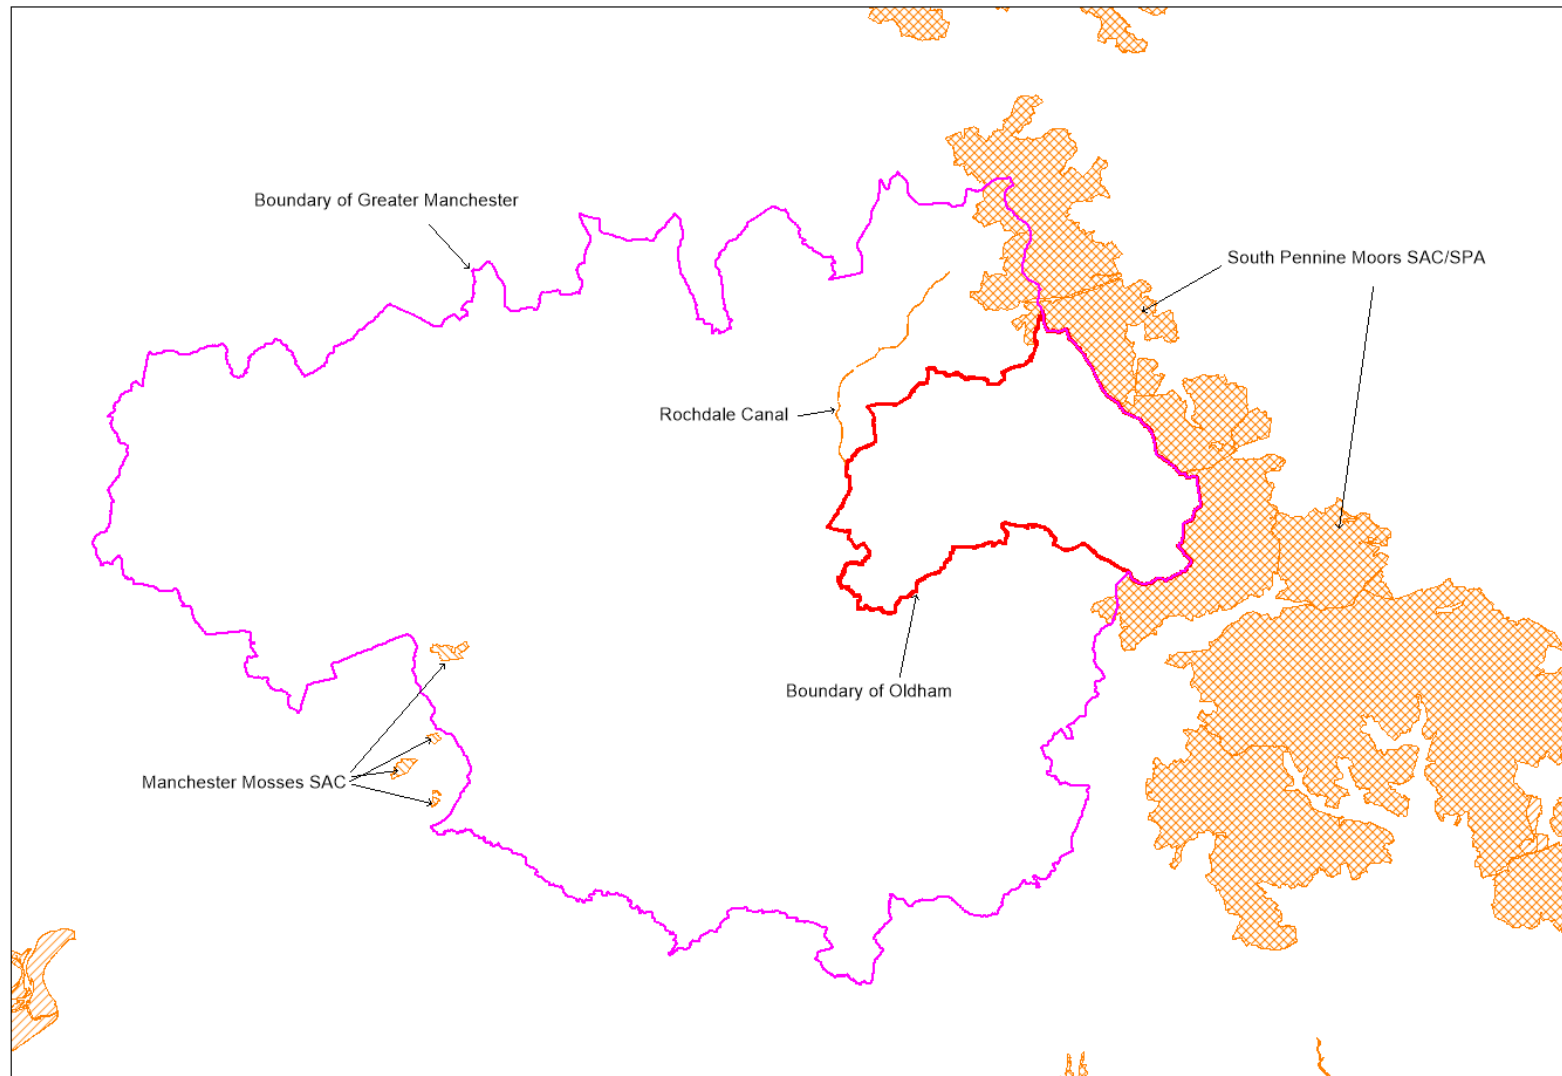 Boundary of Greater Manchester
South Pennine Moors SAC/SPA
Rochdale Canal
Boundary of Oldham
Manchester Mosses SAC